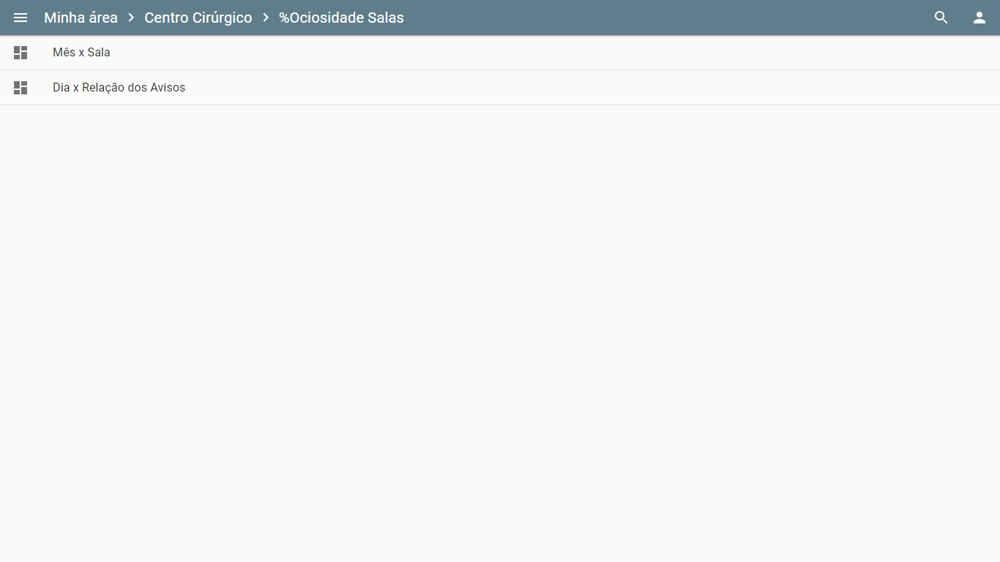 Minha área > Centro Cirúrgico > %Ociosidade Salas
Mês x Sala
Dia x Relação dos Avisos